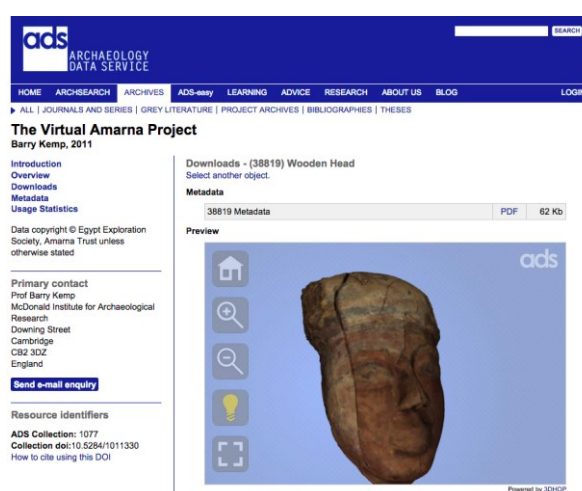 ads
ARCHAEOLOGY
DATA SERVICE
SEARCH
HOME ARCHSEARCH ARCHIVES ADS-easy LEARNING ADVICE RESEARCH ABOUT US BLOG LOGIN
ALL | JOURNALS AND SERIES | GREY LITERATURE | PROJECT ARCHIVES | BIBLIOGRAPHIES | THESES
The Virtual Amarna Project
Barry Kemp, 2011
Introduction
Overview
Downloads
Metadata
Usage Statistics
Data copyright © Egypt Exploration
Society, Amarna Trust unless
otherwise stated
Primary contact
Prof Barry Kemp
McDonald Institute for Archaeological
Research
Downing Street
Cambridge
CB2 3DZ
England
Send e-mail enquiry
Resource identifiers
ADS Collection: 1077
Collection doi:10.5284/1011330
How to cite using this DOI
Downloads - (38819) Wooden Head
Select another object.
Metadata
38819 Metadata PDF 62 Kb
Preview
ads
Powered by 3DHOP